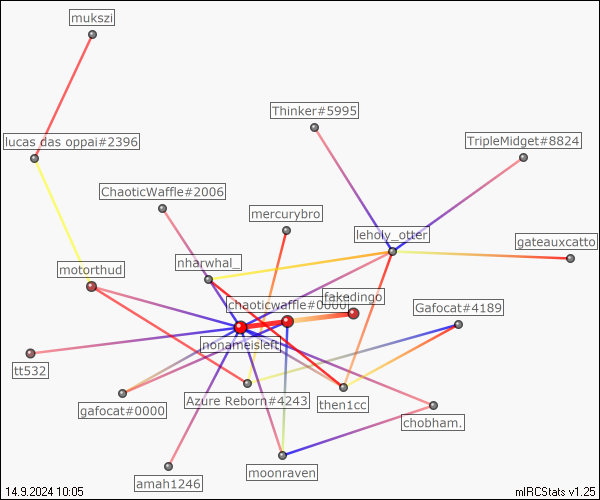 mukszi
Thinker#5995
lucas das oppai#2396
TripleMidget#8824
ChaoticWaffle#2006
mercurybro
leholy_otter
gateauxcatto
nharwhal_
motorthud
fakedingo
chaoticwaffle#0000
Gafocat#4189
nonameisleft
tt532
Azure Reborn#4243
then1cc
gafocat#0000
chobham.
moonraven
amah1246
14.9.2024 10:05
mIRCStats v1.25